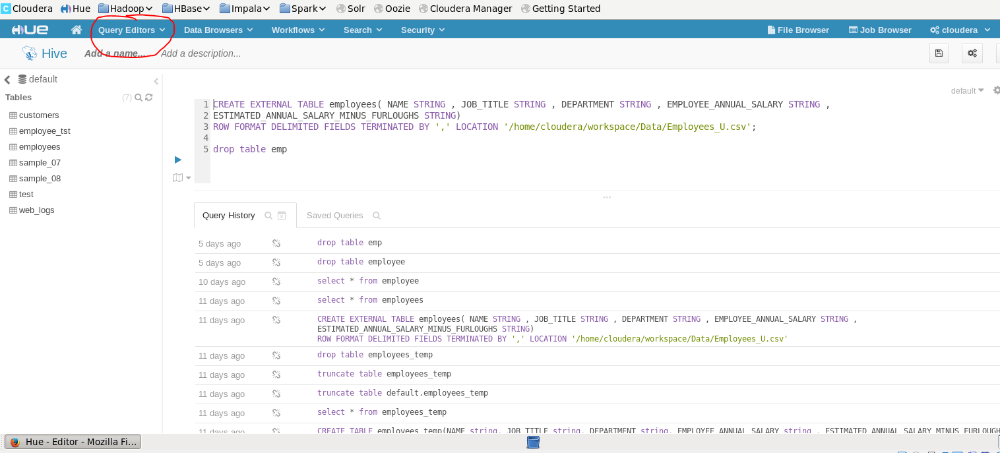 Cloudera Hue Hadoop HBase Impala Spark Solr Oozie Cloudera Manager Getting Started
HUE Query Editors Data Browsers Workflows Search Security File Browser Job Browser cloudera
Hive Add a name... Add a description...
default
Tables (7)
customers
employee_tst
employees
sample_07
sample_08
test
web_logs
default
1 CREATE EXTERNAL TABLE employees( NAME STRING , JOB_TITLE STRING , DEPARTMENT STRING , EMPLOYEE_ANNUAL_SALARY STRING ,
2 ESTIMATED_ANNUAL_SALARY_MINUS_FURLOUGHS STRING)
3 ROW FORMAT DELIMITED FIELDS TERMINATED BY ',' LOCATION '/home/cloudera/workspace/Data/Employees_U.csv';
4
5 drop table emp
Query History Saved Queries
5 days ago drop table emp
5 days ago drop table employee
10 days ago select * from employee
11 days ago select * from employees
11 days ago CREATE EXTERNAL TABLE employees( NAME STRING , JOB_TITLE STRING , DEPARTMENT STRING , EMPLOYEE_ANNUAL_SALARY STRING ,
ESTIMATED_ANNUAL_SALARY_MINUS_FURLOUGHS STRING)
ROW FORMAT DELIMITED FIELDS TERMINATED BY ',' LOCATION '/home/cloudera/workspace/Data/Employees_U.csv'
11 days ago drop table employees_temp
11 days ago truncate table employees_temp
11 days ago truncate table default.employees_temp
11 days ago select * from employees_temp
11 days ago CREATE TABLE employees_temp(NAME string, JOB_TITLE string, DEPARTMENT string, EMPLOYEE_ANNUAL_SALARY string , ESTIMATED_ANNUAL_SALARY_MINUS_FURLOUGH
Hue - Editor - Mozilla Fi...